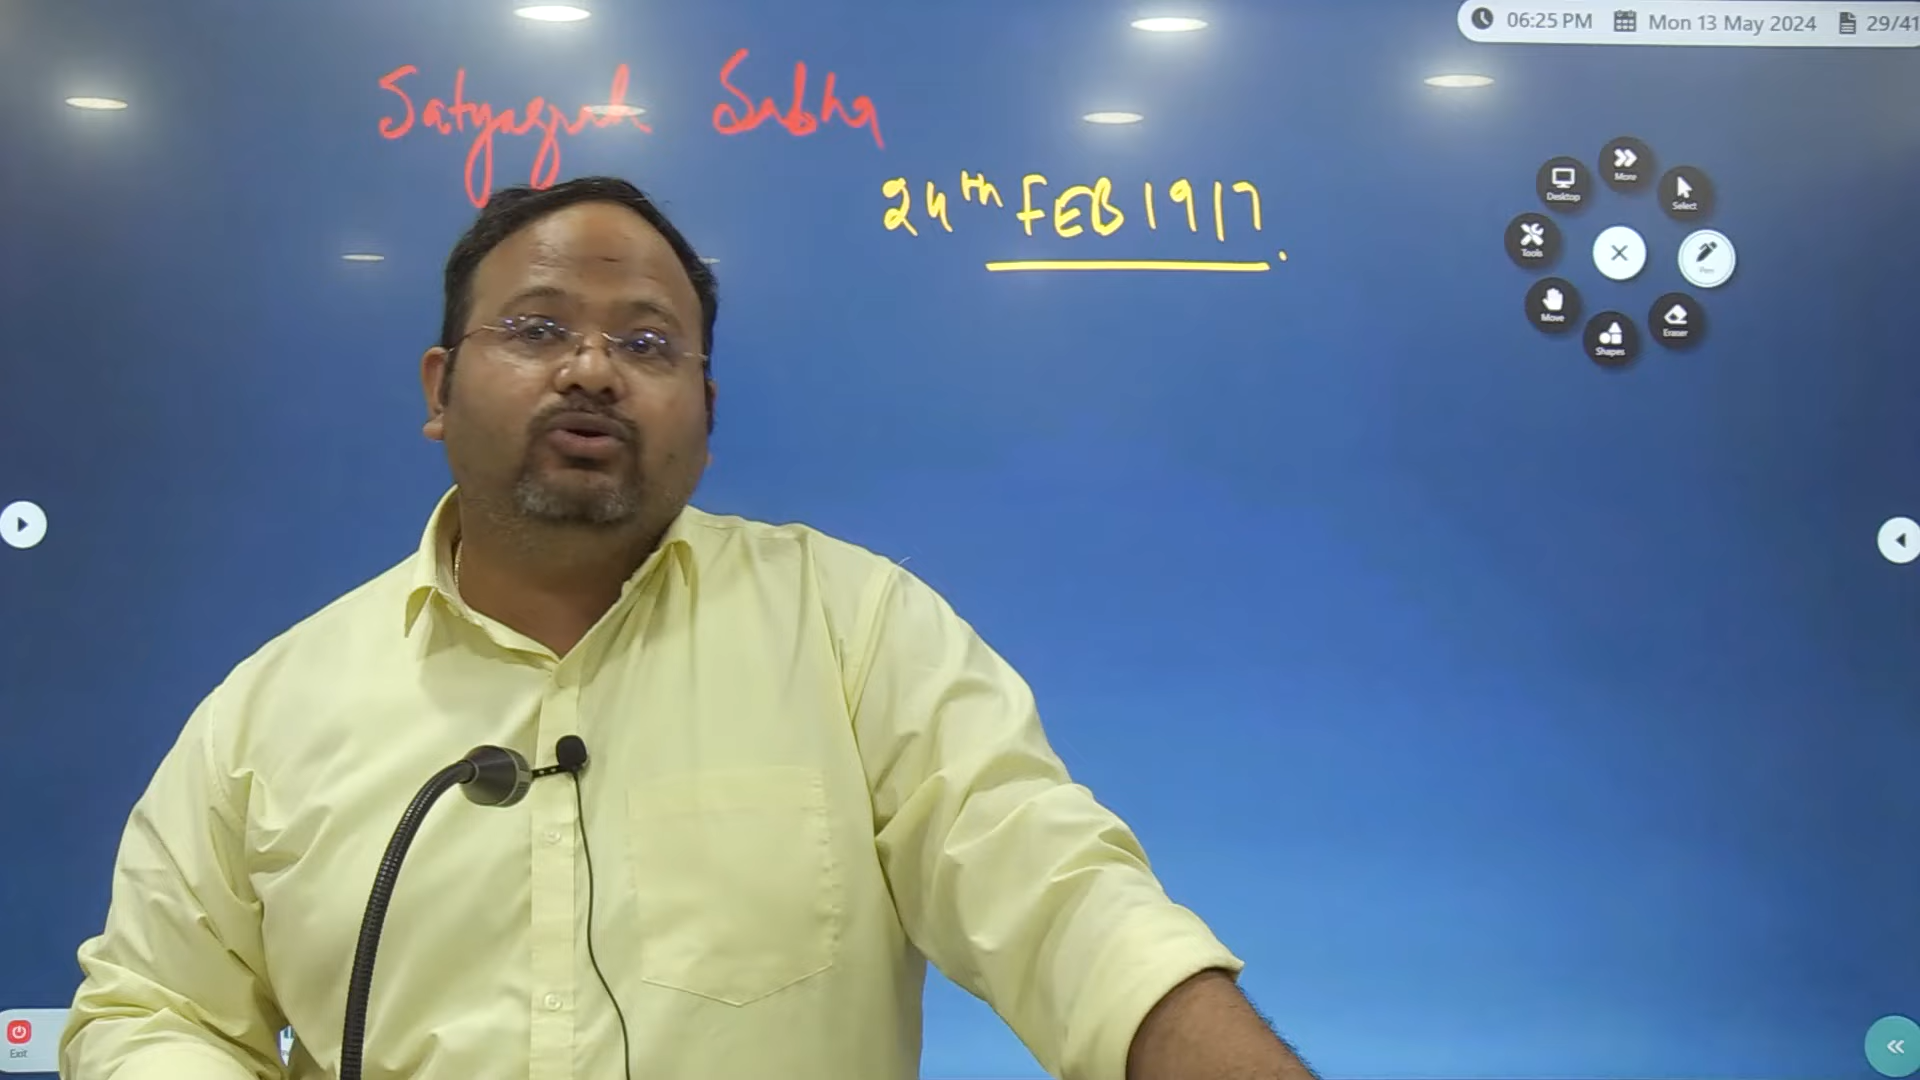 06:25 PM Mon 13 May 2024 29/41
Satyagrah Sabha
24th FEB 1917.
More
Desktop
Select
Tools
Pen
Move
Eraser
Shapes
Exit